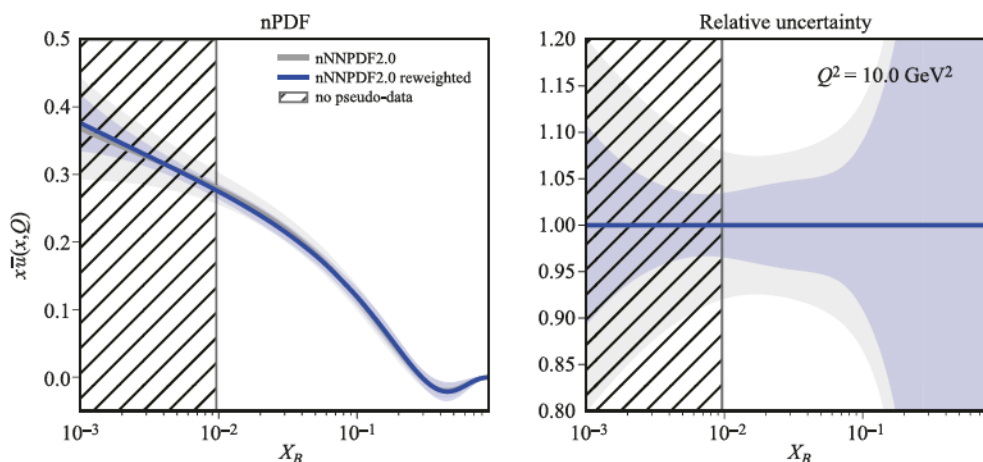 nPDF
0.5
0.4
0.3
0.2
0.1
0.0
xu̅(x,Q)
nNNPDF2.0
nNNPDF2.0 reweighted
no pseudo-data
10⁻³
10⁻²
10⁻¹
X_B
Relative uncertainty
1.20
1.15
1.10
1.05
1.00
0.95
0.90
0.85
0.80
Q² = 10.0 GeV²
10⁻³
10⁻²
10⁻¹
X_B